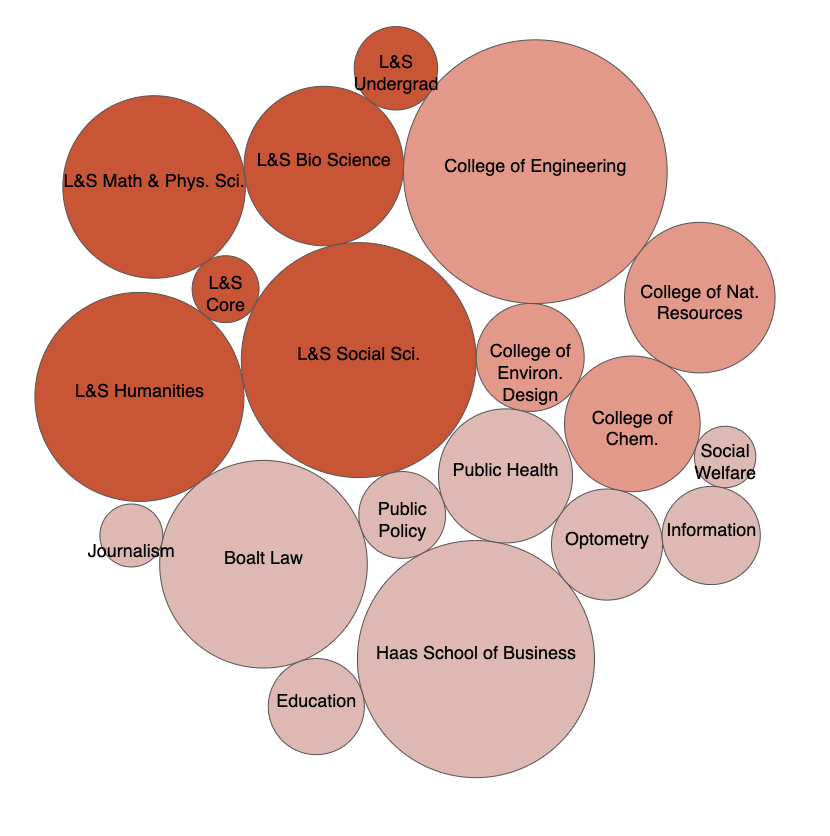 L&S
Undergrad
L&S Bio Science
College of Engineering
L&S Math & Phys. Sci.
L&S
Core
College of Nat.
Resources
L&S Social Sci.
College of
Environ.
Design
L&S Humanities
College of
Chem.
Social
Welfare
Public Health
Public
Policy
Information
Optometry
Journalism
Boalt Law
Haas School of Business
Education